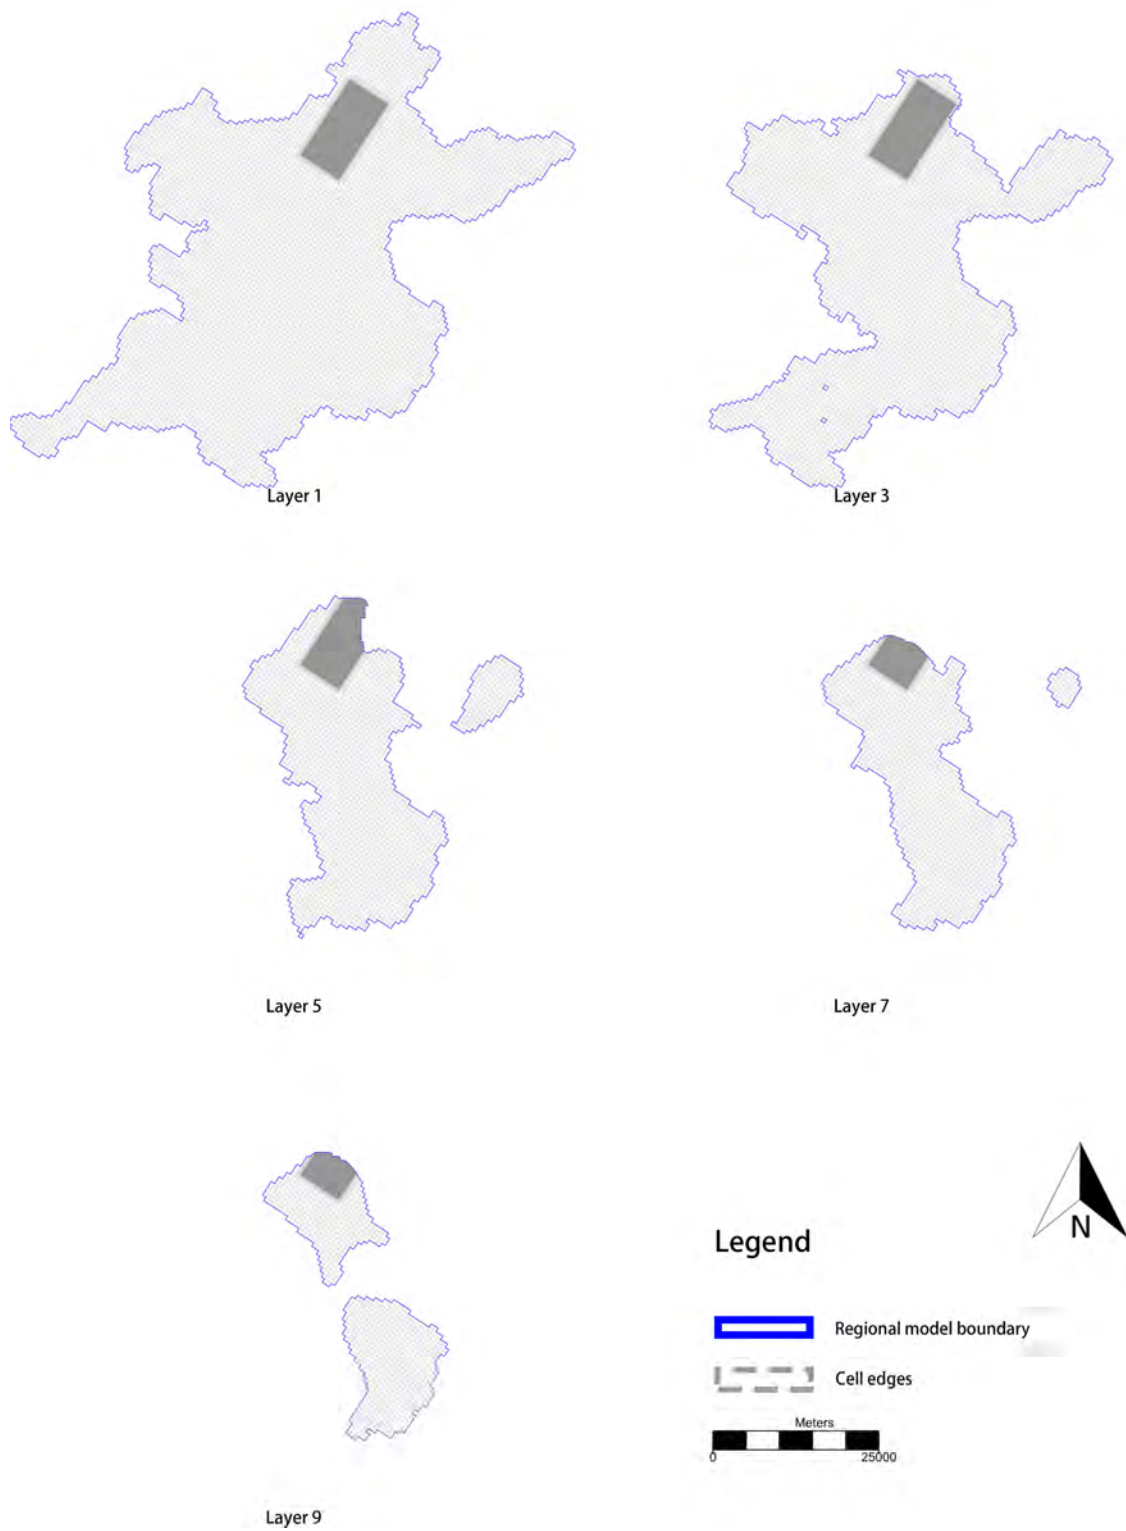 Layer 1
Layer 3
Layer 5
Layer 7
Layer 9
N
Legend
Regional model boundary
Cell edges
Meters
0 25000